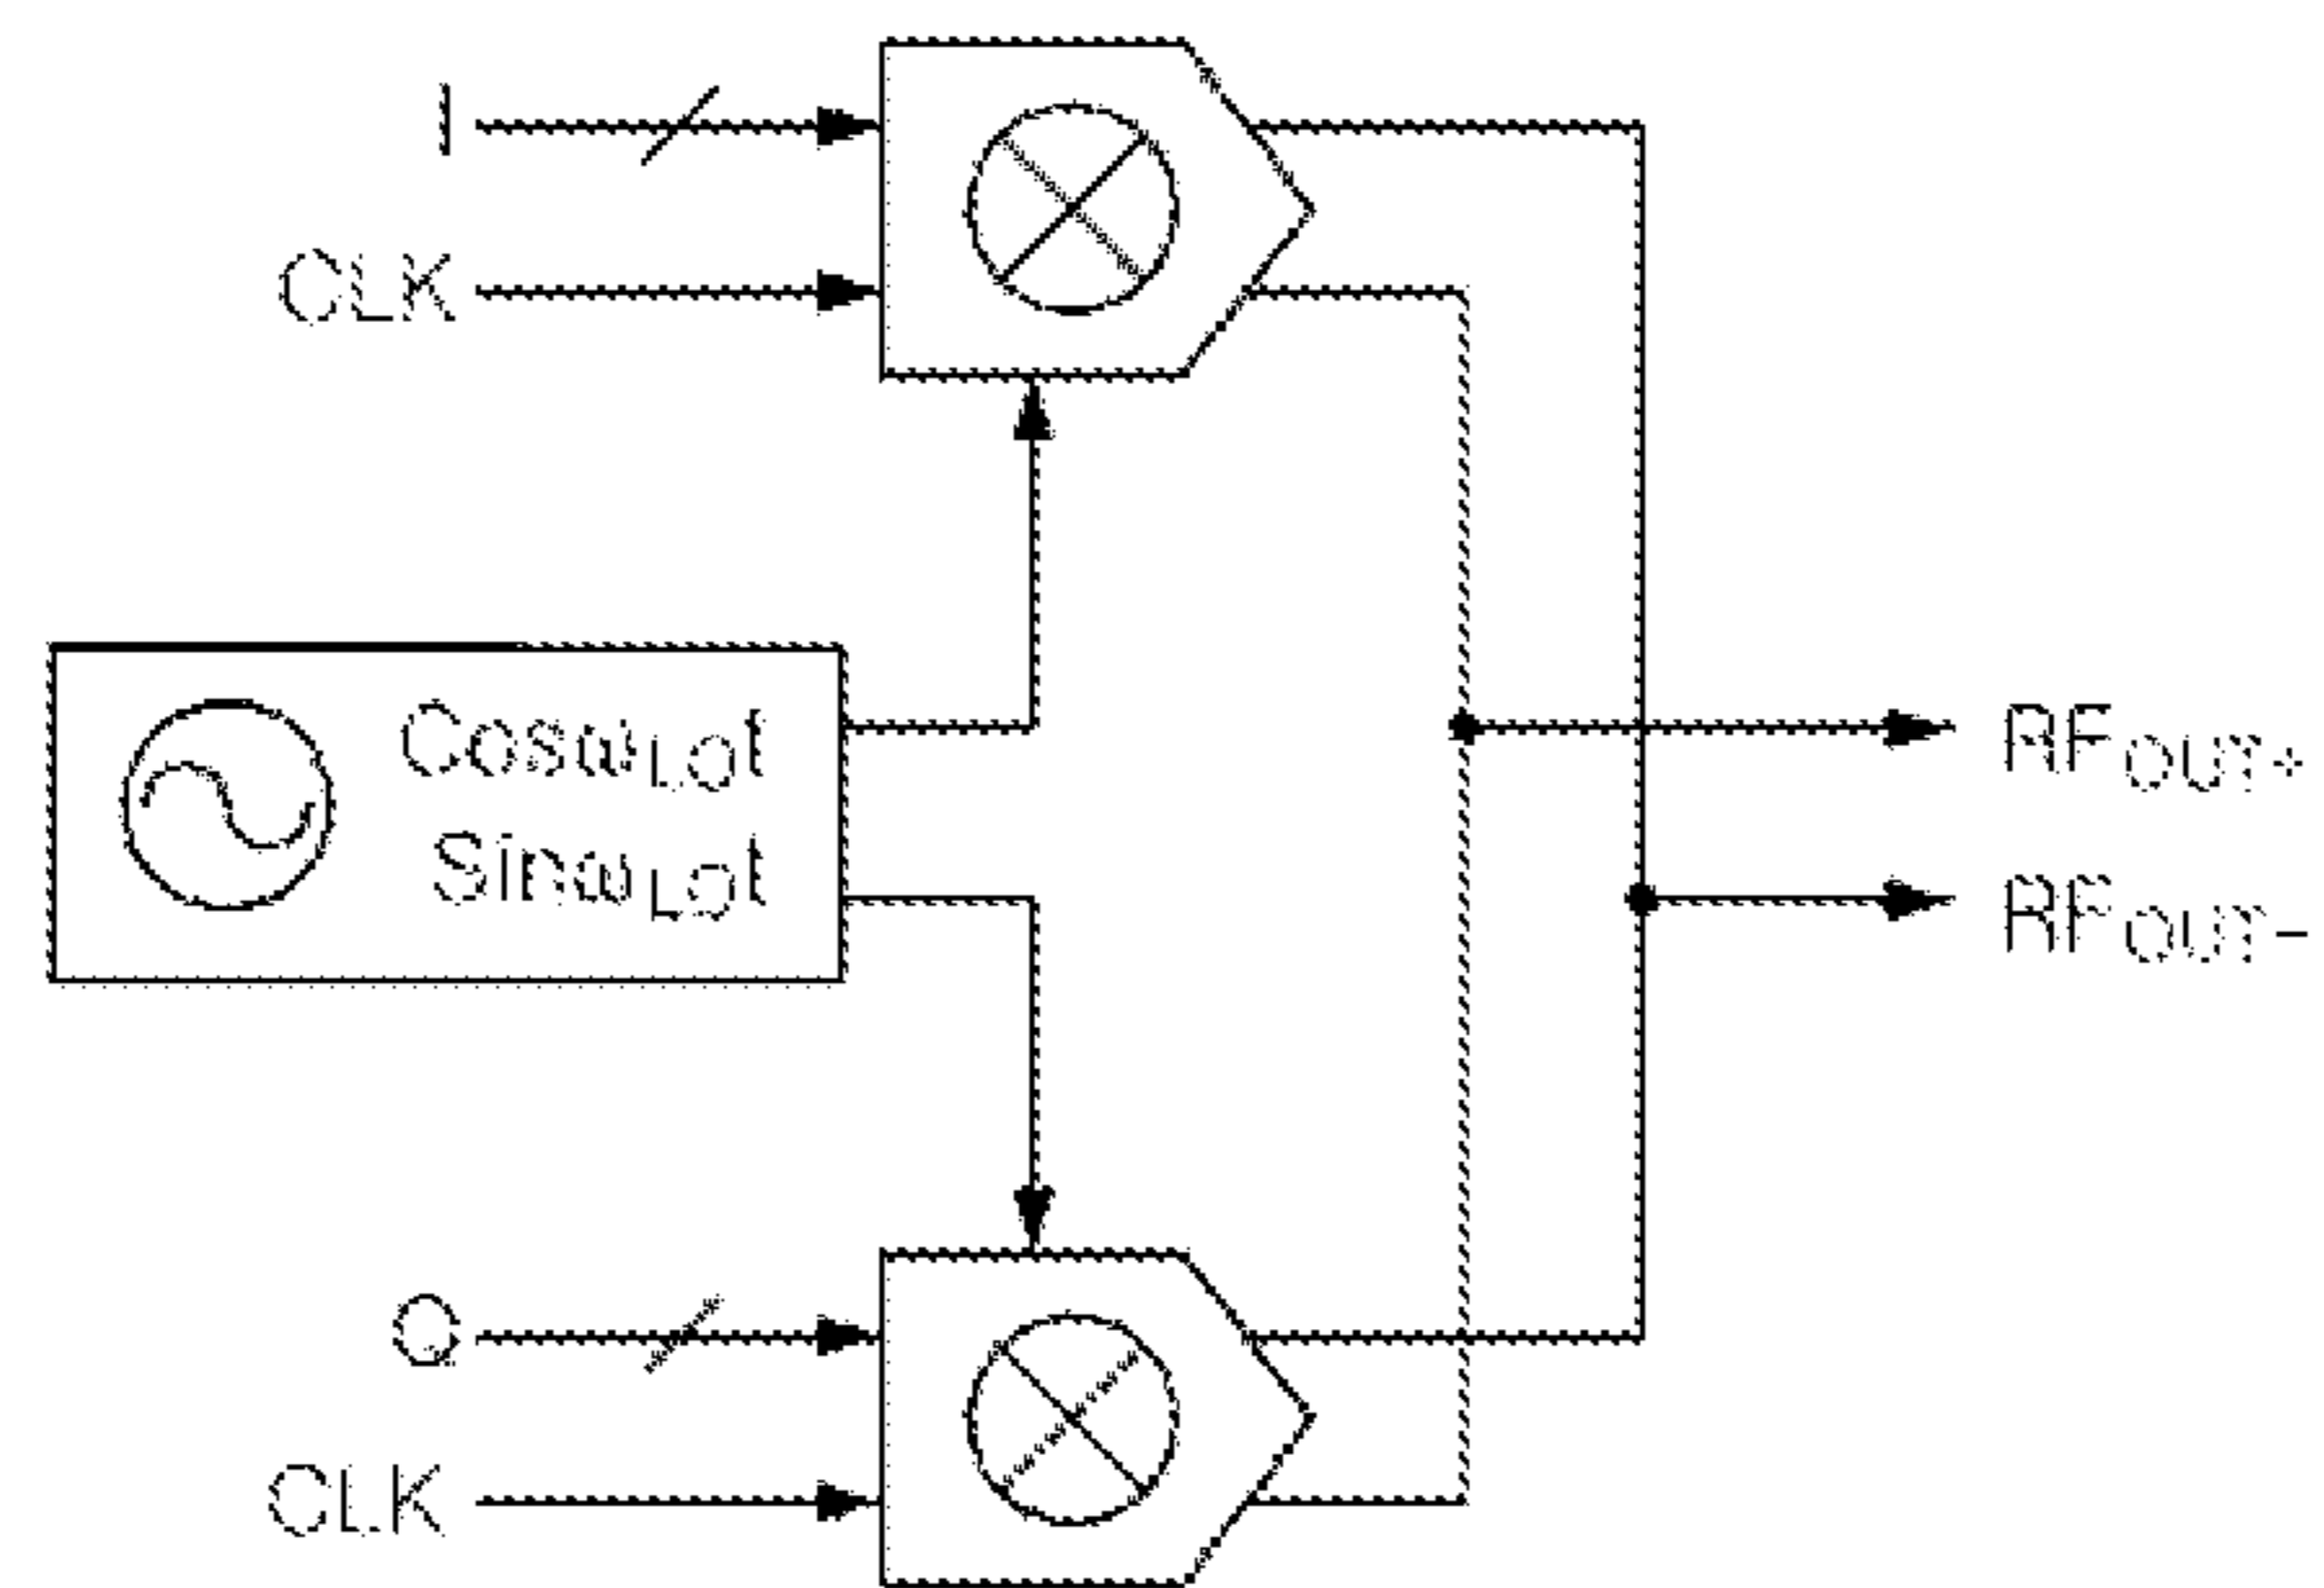 I
CLK
CosωLOt
SinωLOt
RFOUT+
RFOUT-
Q
CLK